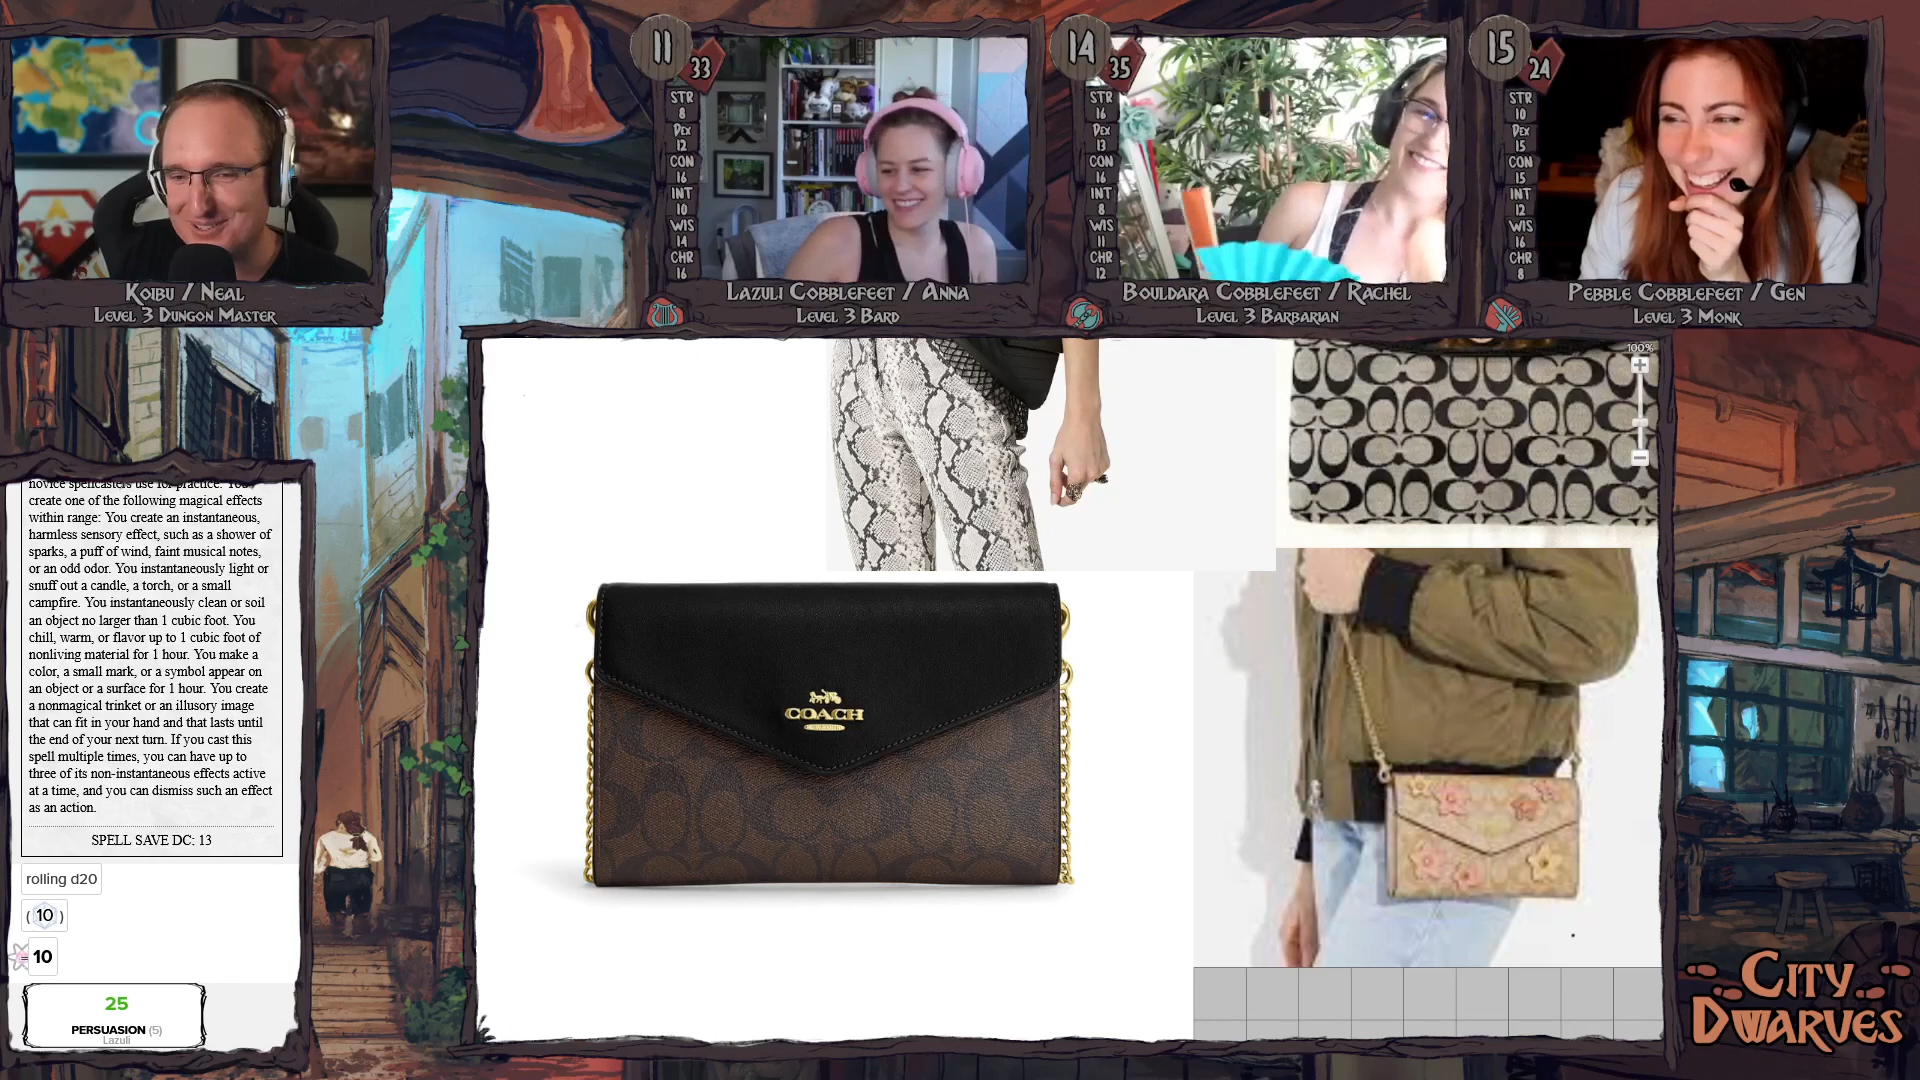 KOIBU / NEAL
LEVEL 3 DUNGON MASTER
11
33
STR
8
DEX
12
CON
16
INT
10
WIS
14
CHR
16
LAZULI COBBLEFEET / ANNA
LEVEL 3 BARD
14
35
STR
16
DEX
13
CON
16
INT
8
WIS
11
CHR
12
BOULDARA COBBLEFEET / RACHEL
LEVEL 3 BARBARIAN
15
24
STR
10
DEX
15
CON
15
INT
12
WIS
16
CHR
8
PEBBLE COBBLEFEET / GEN
LEVEL 3 MONK
novice spellcasters use for practice. You
create one of the following magical effects
within range: You create an instantaneous,
harmless sensory effect, such as a shower of
sparks, a puff of wind, faint musical notes,
or an odd odor. You instantaneously light or
snuff out a candle, a torch, or a small
campfire. You instantaneously clean or soil
an object no larger than 1 cubic foot. You
chill, warm, or flavor up to 1 cubic foot of
nonliving material for 1 hour. You make a
color, a small mark, or a symbol appear on
an object or a surface for 1 hour. You create
a nonmagical trinket or an illusory image
that can fit in your hand and that lasts until
the end of your next turn. If you cast this
spell multiple times, you can have up to
three of its non-instantaneous effects active
at a time, and you can dismiss such an effect
as an action.
SPELL SAVE DC: 13
rolling d20
(10)
=10
25
PERSUASION (5)
Lazuli
100%
COACH
CITY
DWARVES